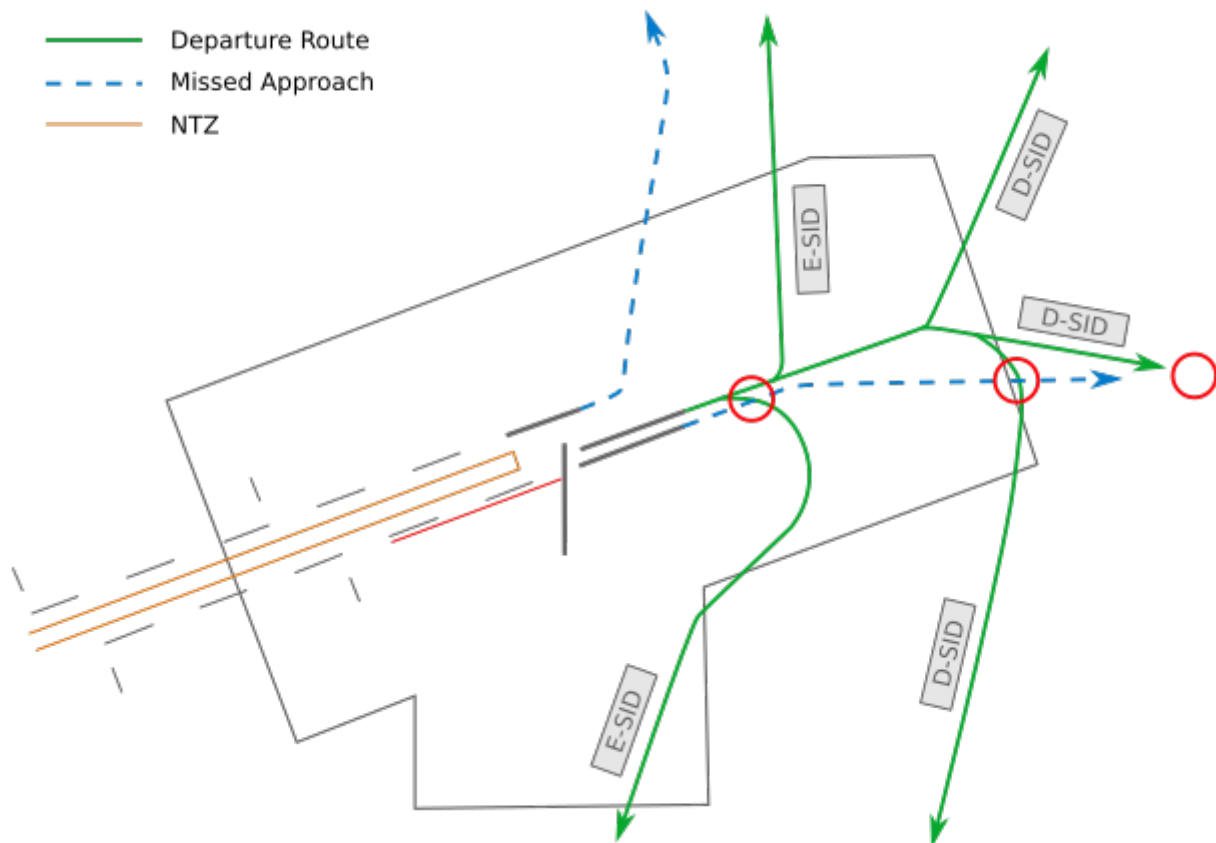 Departure Route
Missed Approach
NTZ
D-SID
E-SID
D-SID
D-SID
E-SID